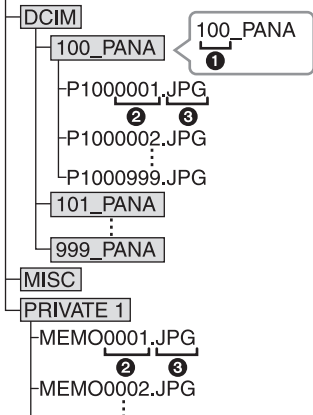 DCIM
100_PANA
100_PANA
❶
P1000001.JPG
❷ ❸
P1000002.JPG
P1000999.JPG
101_PANA
999_PANA
MISC
PRIVATE 1
MEMO0001.JPG
❷ ❸
MEMO0002.JPG